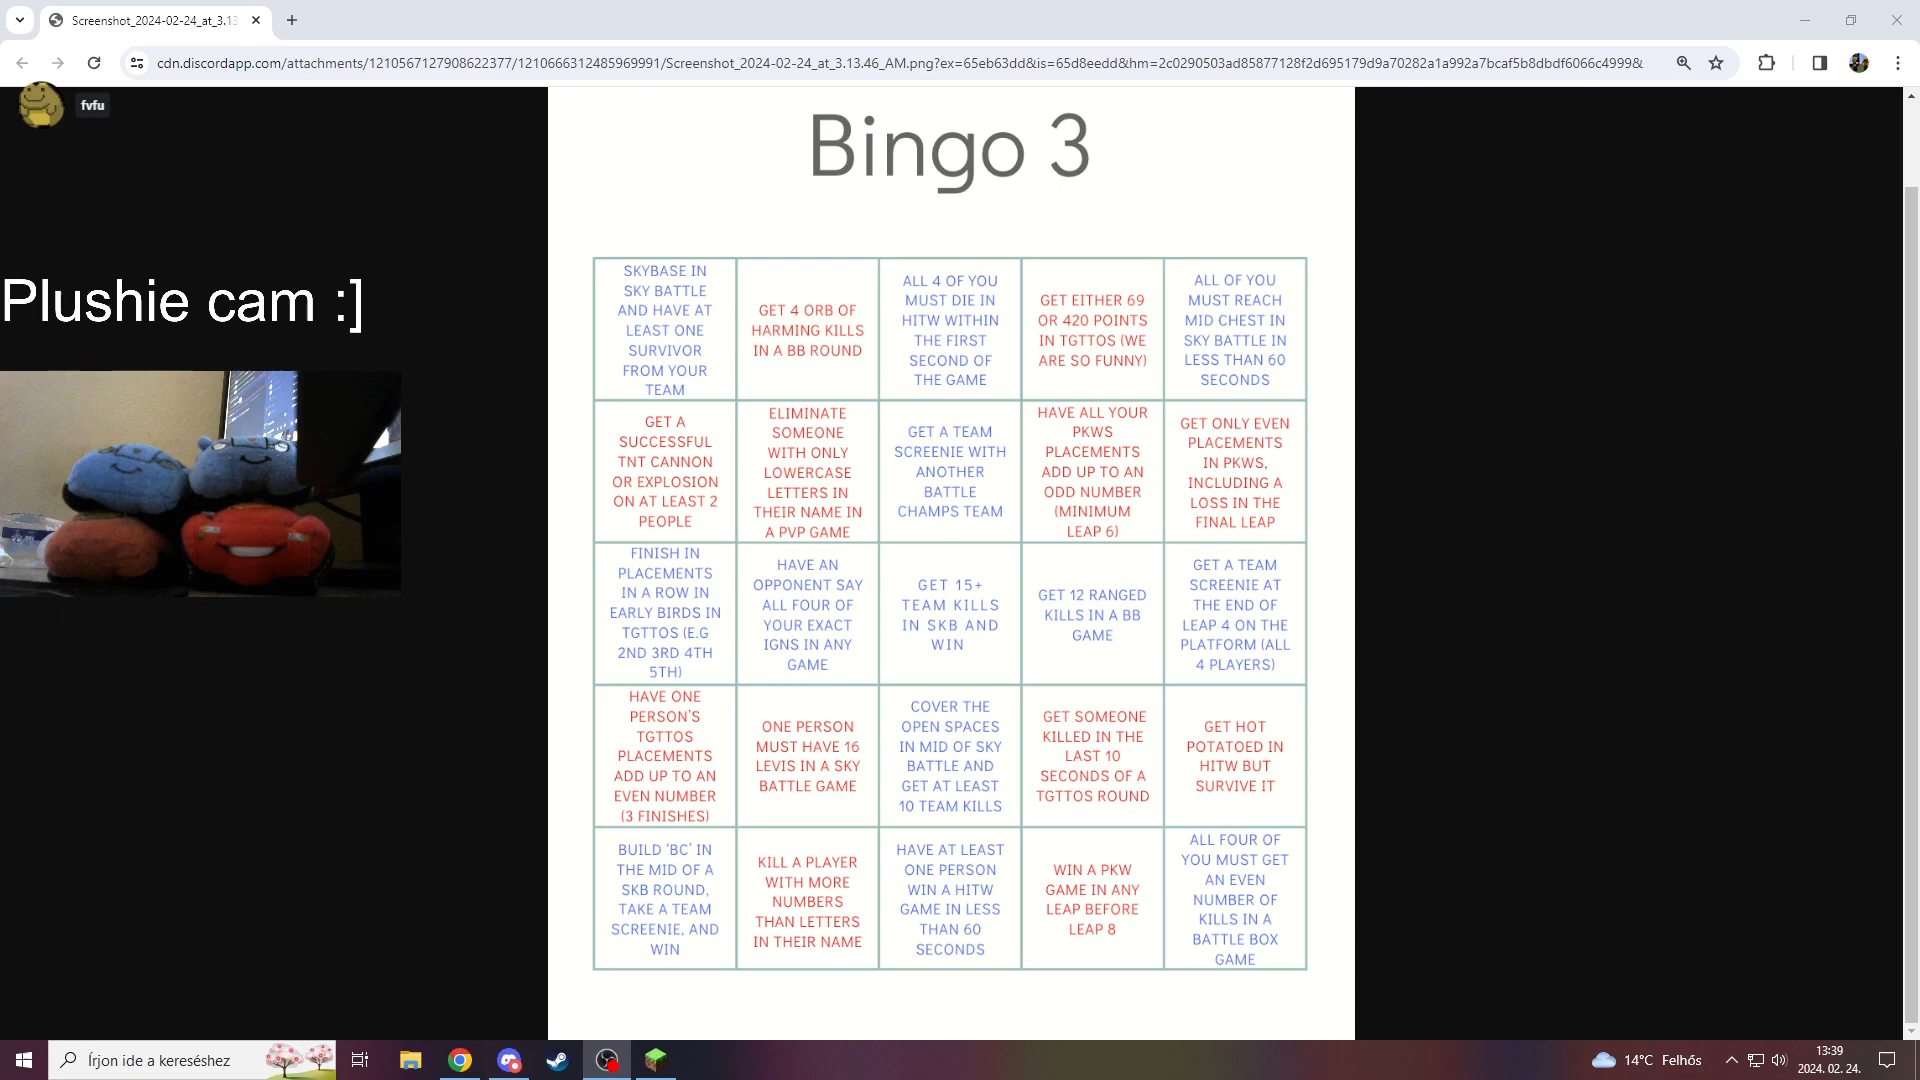 Screenshot_2024-02-24_at_3.13
cdn.discordapp.com/attachments/1210567127908622377/1210666312485969991/Screenshot_2024-02-24_at_3.13.46_AM.png?ex=65eb63dd&is=65d8eedd&hm=2c0290503ad85877128f2d695179d9a70282a1a992a7bcaf5b8dbdf6066c4999&
fvfu
Plushie cam :]
Bingo 3
SKYBASE IN
SKY BATTLE
AND HAVE AT
LEAST ONE
SURVIVOR
FROM YOUR
TEAM
GET 4 ORB OF
HARMING KILLS
IN A BB ROUND
ALL 4 OF YOU
MUST DIE IN
HITW WITHIN
THE FIRST
SECOND OF
THE GAME
GET EITHER 69
OR 420 POINTS
IN TGTTOS (WE
ARE SO FUNNY)
ALL OF YOU
MUST REACH
MID CHEST IN
SKY BATTLE IN
LESS THAN 60
SECONDS
GET A
SUCCESSFUL
TNT CANNON
OR EXPLOSION
ON AT LEAST 2
PEOPLE
ELIMINATE
SOMEONE
WITH ONLY
LOWERCASE
LETTERS IN
THEIR NAME IN
A PVP GAME
GET A TEAM
SCREENIE WITH
ANOTHER
BATTLE
CHAMPS TEAM
HAVE ALL YOUR
PKWS
PLACEMENTS
ADD UP TO AN
ODD NUMBER
(MINIMUM
LEAP 6)
GET ONLY EVEN
PLACEMENTS
IN PKWS,
INCLUDING A
LOSS IN THE
FINAL LEAP
FINISH IN
PLACEMENTS
IN A ROW IN
EARLY BIRDS IN
TGTTOS (E.G
2ND 3RD 4TH
5TH)
HAVE AN
OPPONENT SAY
ALL FOUR OF
YOUR EXACT
IGNS IN ANY
GAME
GET 15+
TEAM KILLS
IN SKB AND
WIN
GET 12 RANGED
KILLS IN A BB
GAME
GET A TEAM
SCREENIE AT
THE END OF
LEAP 4 ON THE
PLATFORM (ALL
4 PLAYERS)
HAVE ONE
PERSON'S
TGTTOS
PLACEMENTS
ADD UP TO AN
EVEN NUMBER
(3 FINISHES)
ONE PERSON
MUST HAVE 16
LEVIS IN A SKY
BATTLE GAME
COVER THE
OPEN SPACES
IN MID OF SKY
BATTLE AND
GET AT LEAST
10 TEAM KILLS
GET SOMEONE
KILLED IN THE
LAST 10
SECONDS OF A
TGTTOS ROUND
GET HOT
POTATOED IN
HITW BUT
SURVIVE IT
BUILD 'BC' IN
THE MID OF A
SKB ROUND,
TAKE A TEAM
SCREENIE, AND
WIN
KILL A PLAYER
WITH MORE
NUMBERS
THAN LETTERS
IN THEIR NAME
HAVE AT LEAST
ONE PERSON
WIN A HITW
GAME IN LESS
THAN 60
SECONDS
WIN A PKW
GAME IN ANY
LEAP BEFORE
LEAP 8
ALL FOUR OF
YOU MUST GET
AN EVEN
NUMBER OF
KILLS IN A
BATTLE BOX
GAME
Írjon ide a kereséshez
14°C Felhős
13:39
2024. 02. 24.